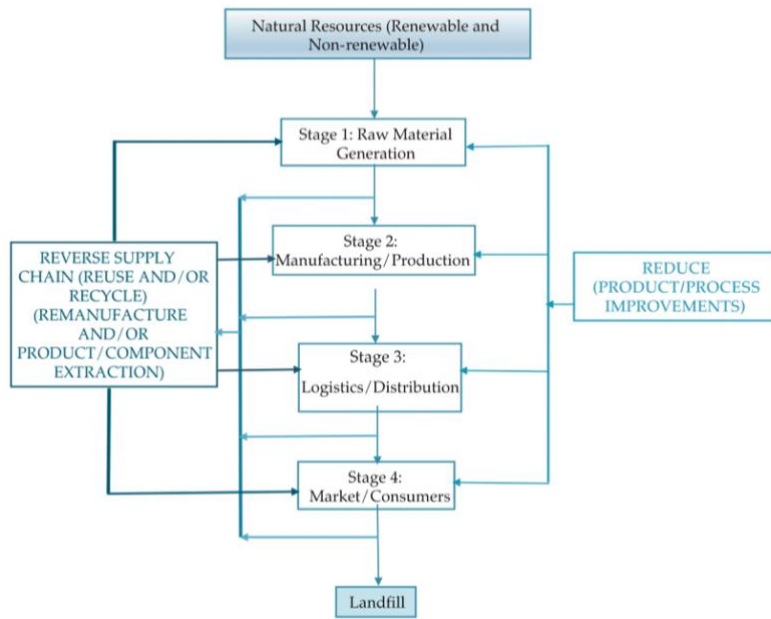 Natural Resources (Renewable and
Non-renewable)
Stage 1: Raw Material
Generation
Stage 2:
Manufacturing/Production
REVERSE SUPPLY
CHAIN (REUSE AND/OR
RECYCLE)
(REMANUFACTURE
AND/OR
PRODUCT/COMPONENT
EXTRACTION)
REDUCE
(PRODUCT/PROCESS
IMPROVEMENTS)
Stage 3:
Logistics/Distribution
Stage 4:
Market/Consumers
Landfill